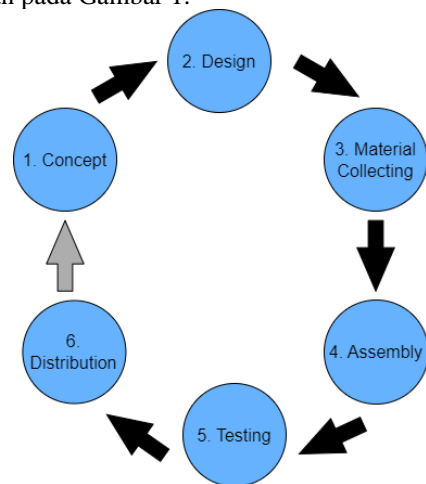 pada Gambar 1.
2. Design
1. Concept
3. Material
Collecting
6.
Distribution
4. Assembly
5. Testing